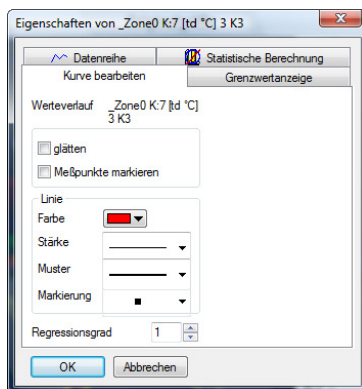 Eigenschaften von _Zone0 K:7 [td °C] 3 K3
Datenreihe
Statistische Berechnung
Kurve bearbeiten
Grenzwertanzeige
Werteverlauf
_Zone0 K:7 [td °C]
3 K3
glätten
Meßpunkte markieren
Linie
Farbe
Stärke
Muster
Markierung
Regressionsgrad 1
OK
Abbrechen